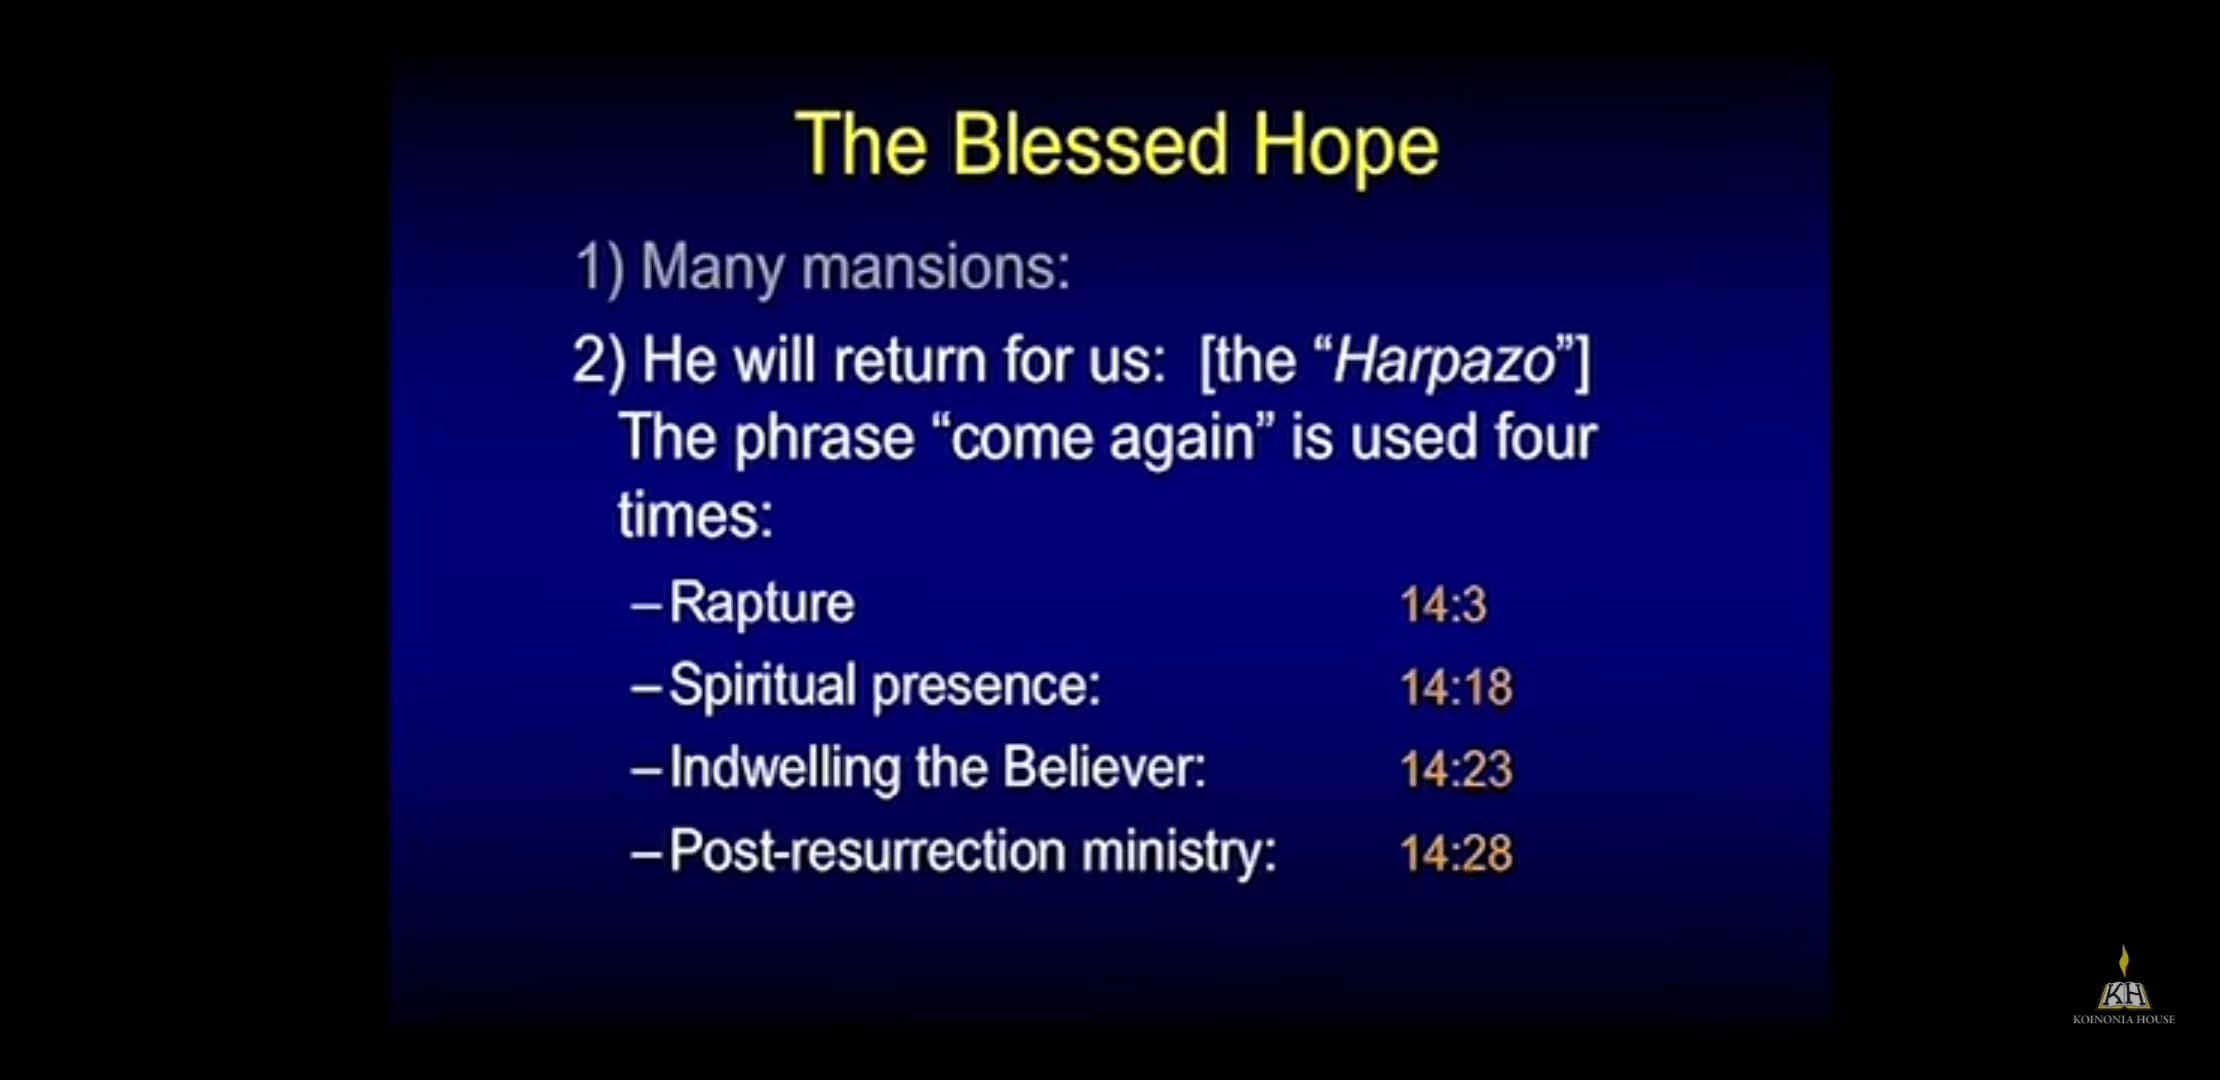 The Blessed Hope
1) Many mansions:
2) He will return for us: [the “Harpazo”]
The phrase “come again” is used four
times:
– Rapture 14:3
– Spiritual presence: 14:18
– Indwelling the Believer: 14:23
– Post-resurrection ministry: 14:28
KH
KOINONIA HOUSE